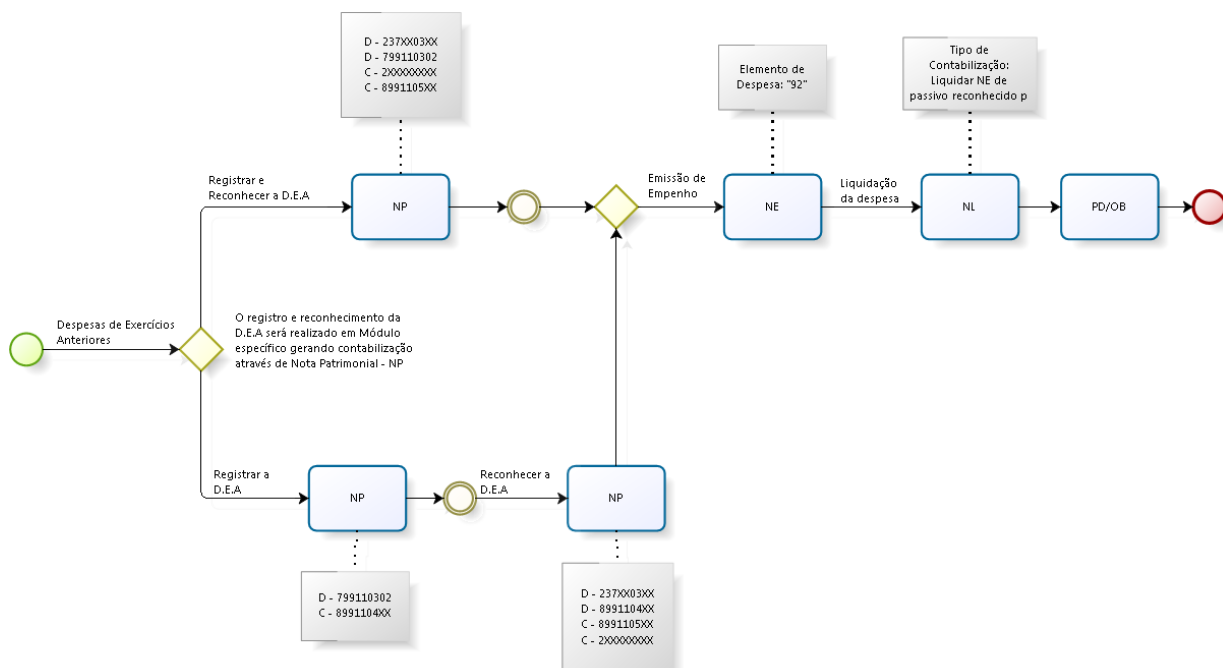 D - 237XX03XX
D - 799110302
C - 2XXXXXXXX
C - 8991105XX
Elemento de
Despesa: "92"
Tipo de
Contabilização:
Liquidar NE de
passivo reconhecido p
Registrar e
Reconhecer a D.E.A
NP
Emissão de
Empenho
NE
Liquidação
da despesa
NL
PD/OB
Despesas de Exercícios
Anteriores
O registro e reconhecimento da
D.E.A será realizado em Módulo
específico gerando contabilização
através de Nota Patrimonial - NP
Registrar a
D.E.A
NP
Reconhecer a
D.E.A
NP
D - 799110302
C - 8991104XX
D - 237XX03XX
D - 8991104XX
C - 8991105XX
C - 2XXXXXXXX